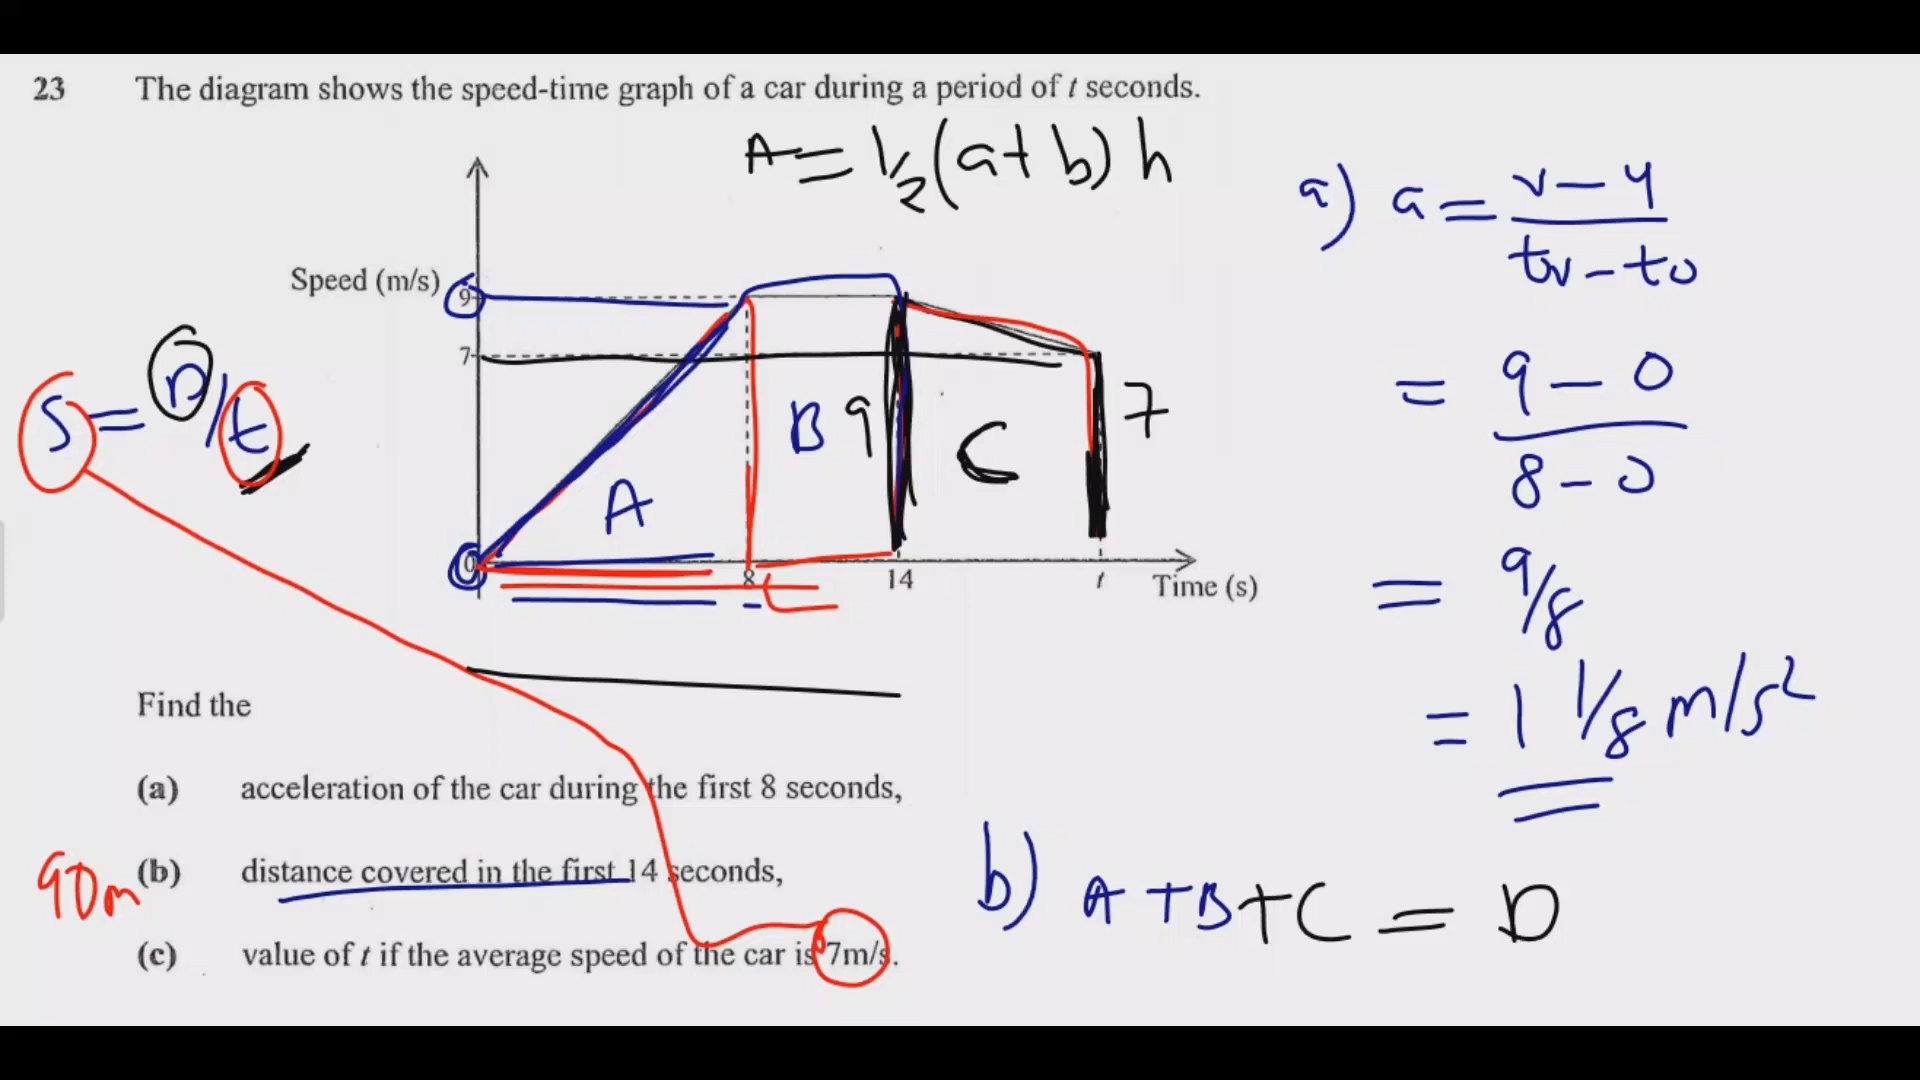 23 The diagram shows the speed-time graph of a car during a period of t seconds.
A = 1/2 (a + b) h
Speed (m/s)
9
7
S = D/t
A
B
9
C
7
0
8
14
t
Time (s)
a) a = v - u
tv - to
= 9 - 0
8 - 0
= 9/8
= 1 1/8 m/s²
Find the
(a) acceleration of the car during the first 8 seconds,
90m
(b) distance covered in the first 14 seconds,
(c) value of t if the average speed of the car is 7m/s.
b) A + B + C = D